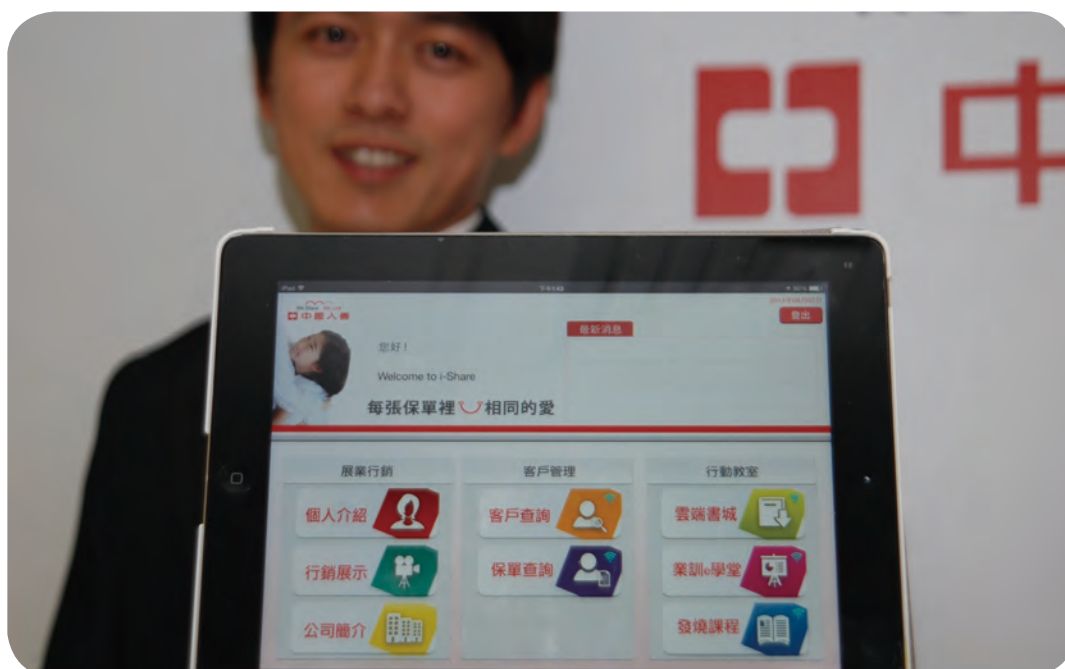 中
iPad
中國人壽
登出
最新消息
您好！
Welcome to i-Share
每張保單裡 相同的愛
展業行銷
個人介紹
行銷展示
公司簡介
客戶管理
客戶查詢
保單查詢
行動教室
雲端書城
業訓e學堂
發燒課程